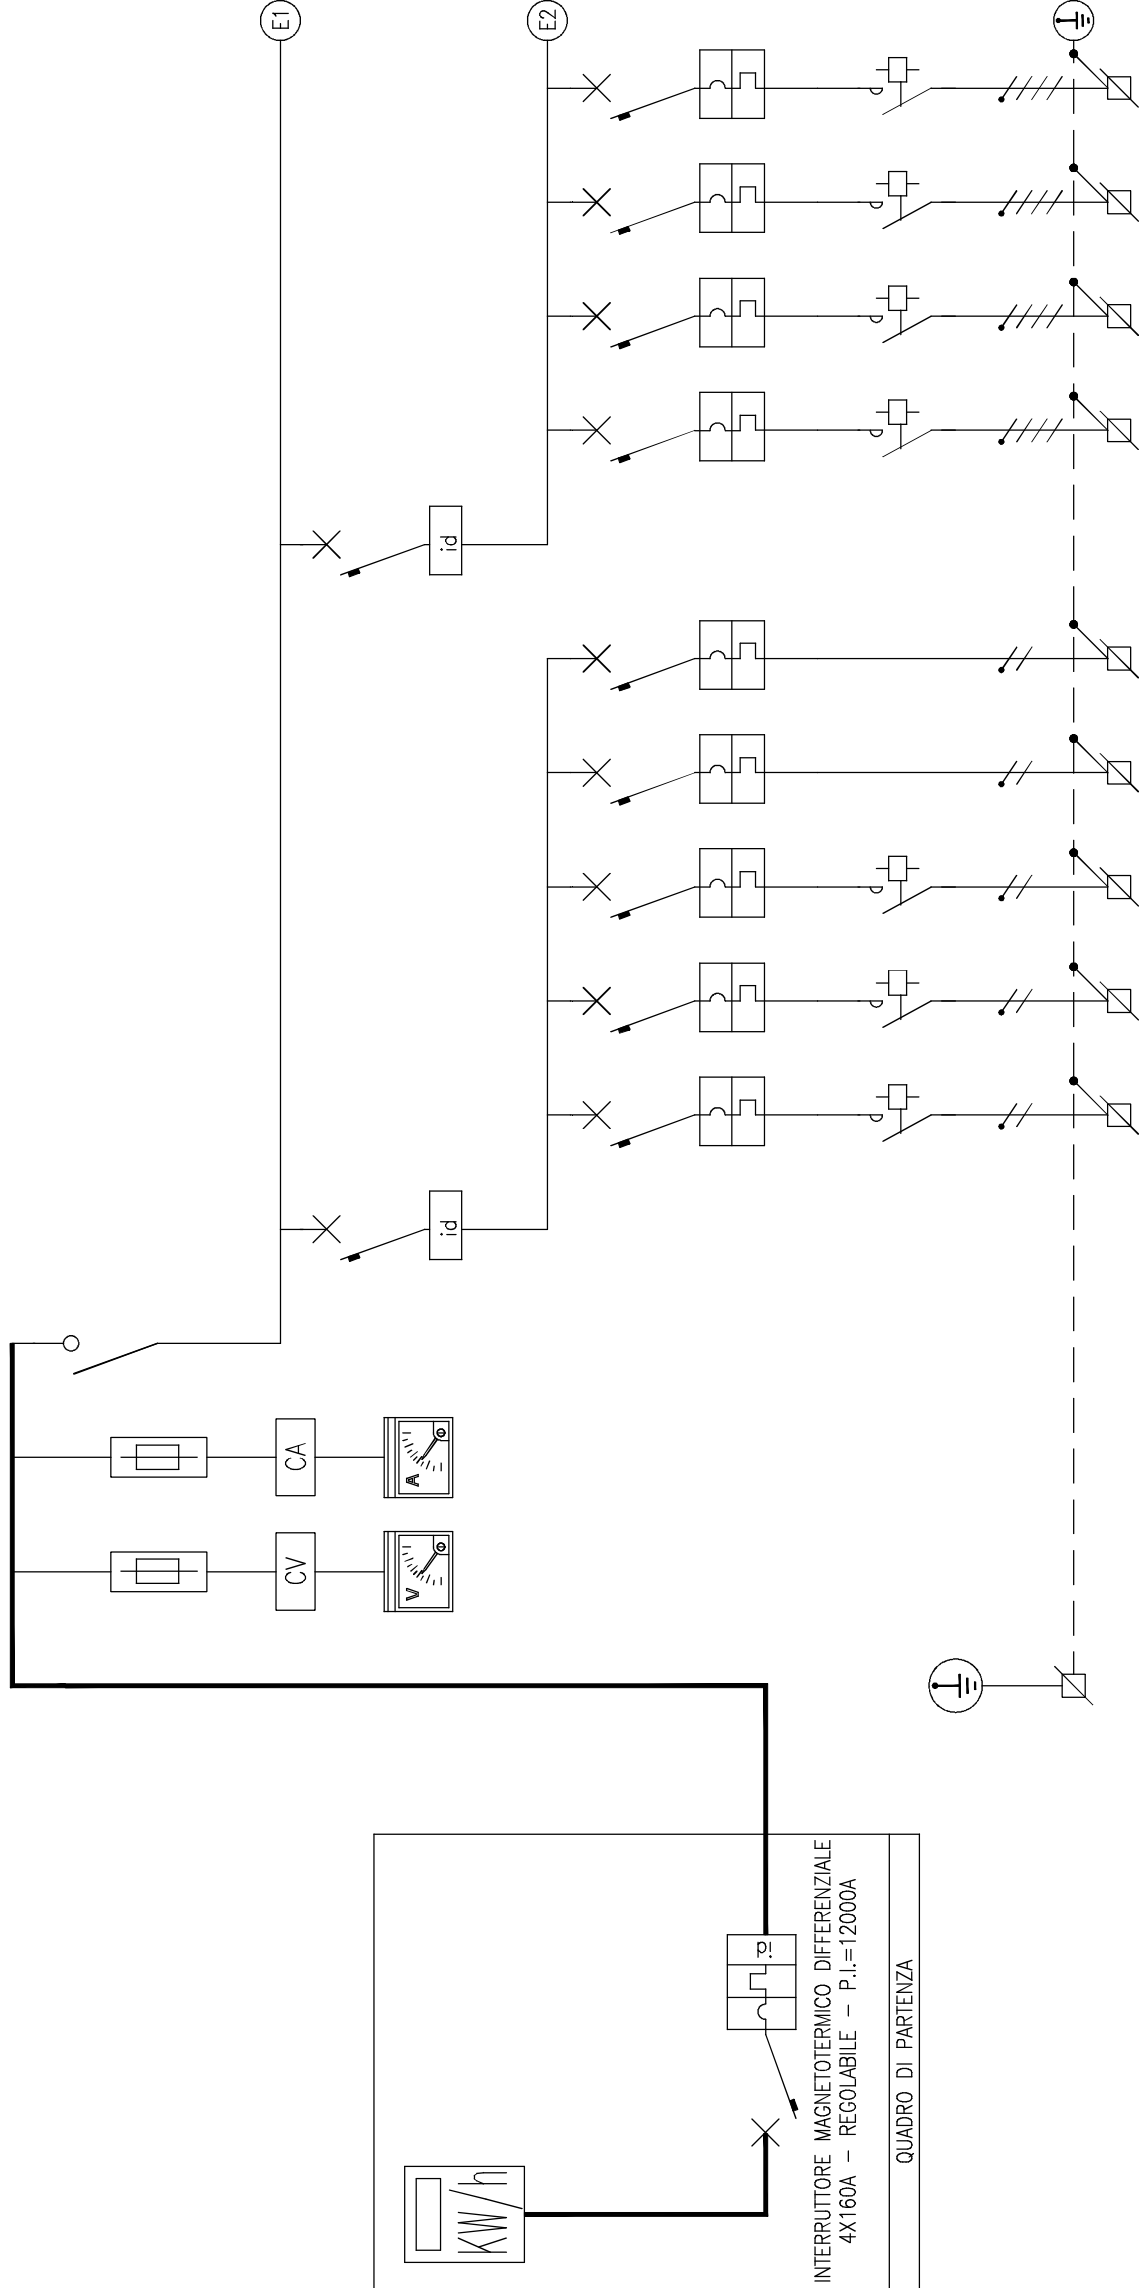 E1
E2
id
id
CA
A
CV
V
id
KW/h
INTERRUTTORE MAGNETOTERMICO DIFFERENZIALE
4X160A – REGOLABILE – P.I.=12000A
QUADRO DI PARTENZA